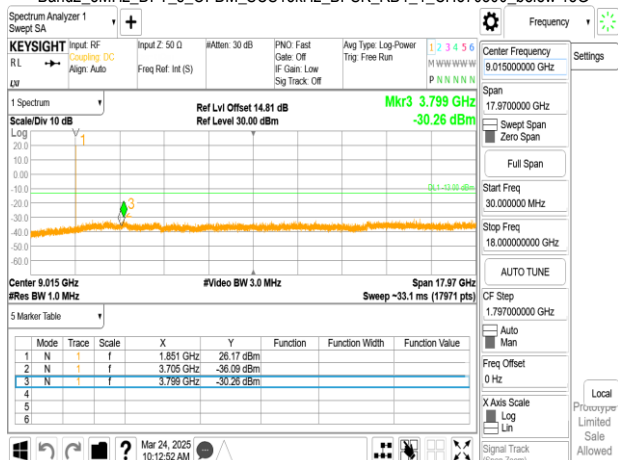 Spectrum Analyzer 1
Swept SA
+
Frequency
KEYSIGHT
RL
Input: RF
Coupling: DC
Align: Auto
Input Z: 50 Ω
Freq Ref: Int (S)
#Atten: 30 dB
PNO: Fast
Gate: Off
IF Gain: Low
Sig Track: Off
Avg Type: Log-Power
Trig: Free Run
1 2 3 4 5 6
M W W W W W
P N N N N N
Center Frequency
9.015000000 GHz
Settings
1 Spectrum
Scale/Div 10 dB
Ref Lvl Offset 14.81 dB
Ref Level 30.00 dBm
Mkr3 3.799 GHz
-30.26 dBm
Span
17.9700000 GHz
Swept Span
Zero Span
Full Span
Start Freq
30.000000 MHz
Stop Freq
18.000000000 GHz
AUTO TUNE
CF Step
1.797000000 GHz
Auto
Man
Freq Offset
0 Hz
X Axis Scale
Log
Lin
Signal Track
Log
1
20.0
10.0
0.00
-10.0
-20.0
3
-30.0
-40.0
-50.0
-60.0
Center 9.015 GHz
#Video BW 3.0 MHz
Span 17.97 GHz
#Res BW 1.0 MHz
Sweep ~33.1 ms (17971 pts)
5 Marker Table
Mode Trace Scale X Y Function Function Width Function Value
1 N 1 f 1.851 GHz 26.17 dBm
2 N 1 f 3.705 GHz -36.09 dBm
3 N 1 f 3.799 GHz -30.26 dBm
4
5
6
Mar 24, 2025
10:12:52 AM
?
Local
Prototype
Limited
Sale
Allowed